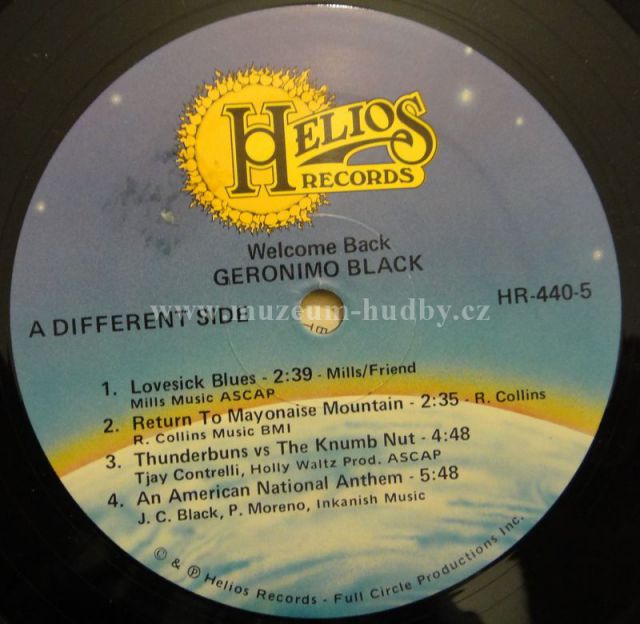 HELIOS
RECORDS
Welcome Back
GERONIMO BLACK
HR-440-5
www.muzeum-hudby.cz
A DIFFERENT SIDE
1. Lovesick Blues - 2:39 - Mills/Friend
Mills Music ASCAP
2. Return To Mayonaise Mountain - 2:35 - R. Collins
R. Collins Music BMI
3. Thunderbuns vs The Knumb Nut - 4:48
Tjay Contrelli, Holly Waltz Prod. ASCAP
4. An American National Anthem - 5:48
J. C. Black, P. Moreno, Inkanish Music
© & ℗ Helios Records - Full Circle Productions Inc.